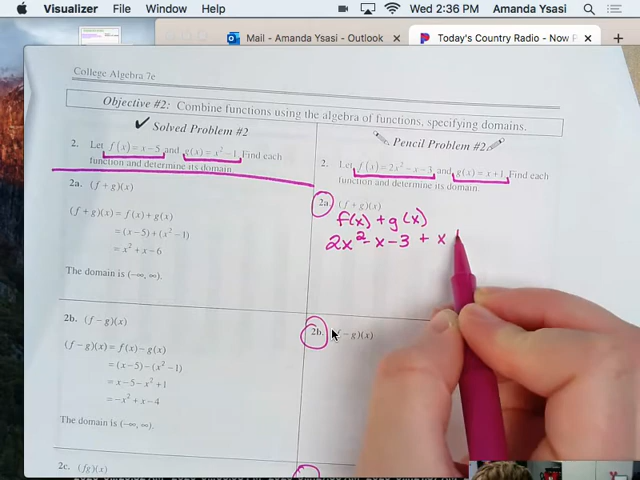 Visualizer File Window Help Wed 2:36 PM Amanda Ysasi
Mail - Amanda Ysasi - Outlook
Today's Country Radio - Now P
College Algebra 7e
Objective #2: Combine functions using the algebra of functions, specifying domains.
✓ Solved Problem #2
2. Let f(x) = x − 5 and g(x) = x² − 1. Find each
function and determine its domain.
2a. (f + g)(x)
(f + g)(x) = f(x) + g(x)
= (x − 5) + (x² − 1)
= x² + x − 6
The domain is (−∞, ∞).
2b. (f − g)(x)
(f − g)(x) = f(x) − g(x)
= (x − 5) − (x² − 1)
= x − 5 − x² + 1
= −x² + x − 4
The domain is (−∞, ∞).
2c. (fg)(x)
Pencil Problem #2
2. Let f(x) = 2x² − x − 3 and g(x) = x + 1. Find each
function and determine its domain.
2a. (f + g)(x)
f(x) + g(x)
2x² − x − 3 + x
2b. (f − g)(x)